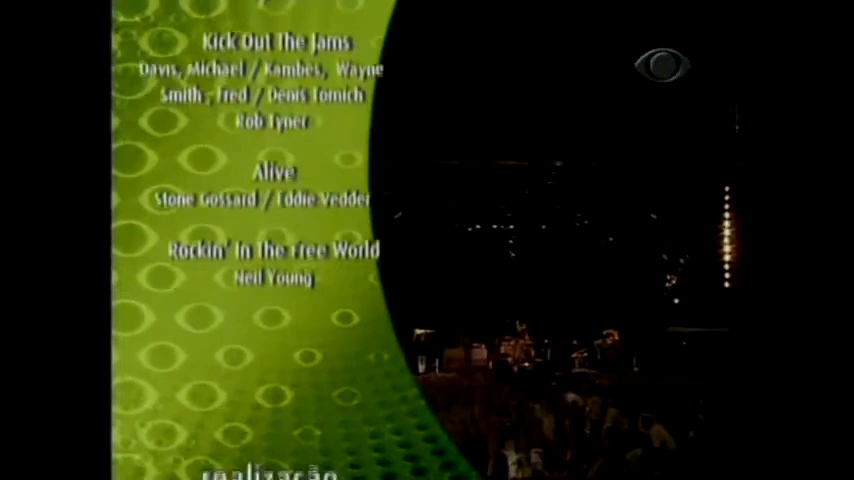 Kick Out The Jams
Davis, Michael / Kambes, Wayne
Smith, Fred / Denis Tomich
Rob Tyner
Alive
Stone Gossard / Eddie Vedder
Rockin' In The Free World
Neil Young
realização